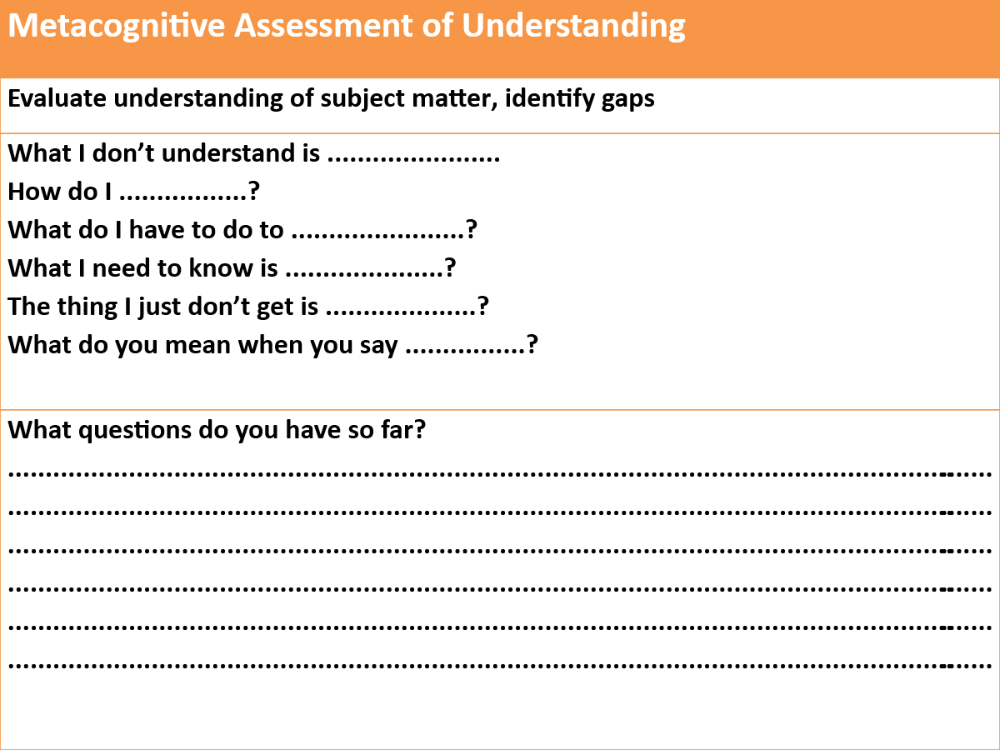 Metacognitive Assessment of Understanding
Evaluate understanding of subject matter, identify gaps
What I don’t understand is .......................
How do I .................?
What do I have to do to .......................?
What I need to know is .....................?
The thing I just don’t get is ....................?
What do you mean when you say ................?
What questions do you have so far?
....................................................................................................................................
....................................................................................................................................
....................................................................................................................................
....................................................................................................................................
....................................................................................................................................
....................................................................................................................................